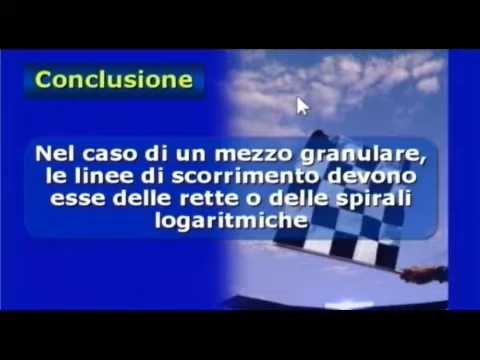 Conclusione
Nel caso di un mezzo granulare,
le linee di scorrimento devono
esse delle rette o delle spirali
logaritmiche